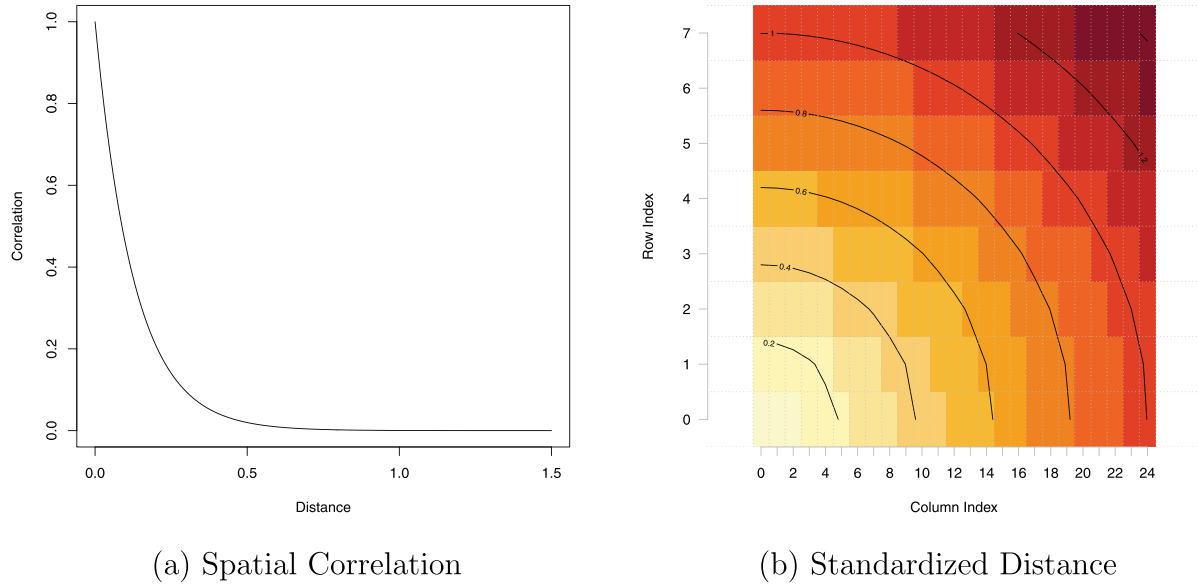 1.0
0.8
0.6
0.4
0.2
0.0
Correlation
0.0 0.5 1.0 1.5
Distance
(a) Spatial Correlation
7
6
5
4
3
2
1
0
Row Index
1
0.8
0.6
0.4
0.2
1.2
0 2 4 6 8 10 12 14 16 18 20 22 24
Column Index
(b) Standardized Distance